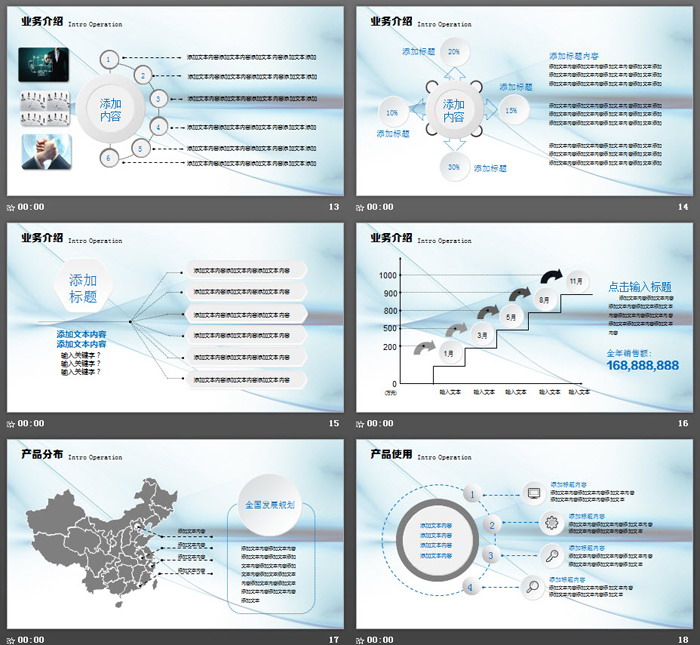 业务介绍 Intro Operation
添加
内容
1
添加文本内容添加文本内容添加文本内容添加文本添加
2
添加文本内容添加文本内容添加文本内容添加文本添加
3
添加文本内容添加文本内容添加文本内容添加文本添加
4
添加文本内容添加文本内容添加文本内容添加文本添加
5
添加文本内容添加文本内容添加文本内容添加文本添加
6
添加文本内容添加文本内容添加文本内容添加文本添加
00:00
13
业务介绍 Intro Operation
添加标题
20%
添加标题
15%
添加内容
10%
添加标题
30%
添加标题
添加标题内容
00:00
14
业务介绍 Intro Operation
添加
标题
添加文本内容
添加文本内容
输入关键字?
输入关键字?
输入关键字?
添加文本内容添加文本内容添加文本内容
添加文本内容添加文本内容添加文本内容
添加文本内容添加文本内容添加文本内容
添加文本内容添加文本内容添加文本内容
添加文本内容添加文本内容添加文本内容
添加文本内容添加文本内容添加文本内容
00:00
15
业务介绍 Intro Operation
1000
900
800
500
200
0
(万元)
1月
3月
5月
8月
11月
输入文本
输入文本
输入文本
输入文本
输入文本
点击输入标题
添加文本内容添加文本内容
添加文本内容添加文本内容
添加文本内容添加文本内容
添加文本内容添加文本内容
内容
全年销售额:
168,888,888
00:00
16
产品分布 Intro Operation
添加文本内容
添加文本内容
添加文本内容
添加文本内容
全国发展规划
添加文本内容添加文本内容
添加文本内容添加文本内容
文本内容添加文本内容添加
文本内容添加文本内容添加
文本内容添加文本内容添加
添加文本内容添加文本内容
添加文本
00:00
17
产品使用 Intro Operation
添加文本内容
添加文本内容
添加文本内容
添加文本内容
1
添加标题内容
2
添加标题内容
3
添加标题内容
4
添加标题内容
00:00
18